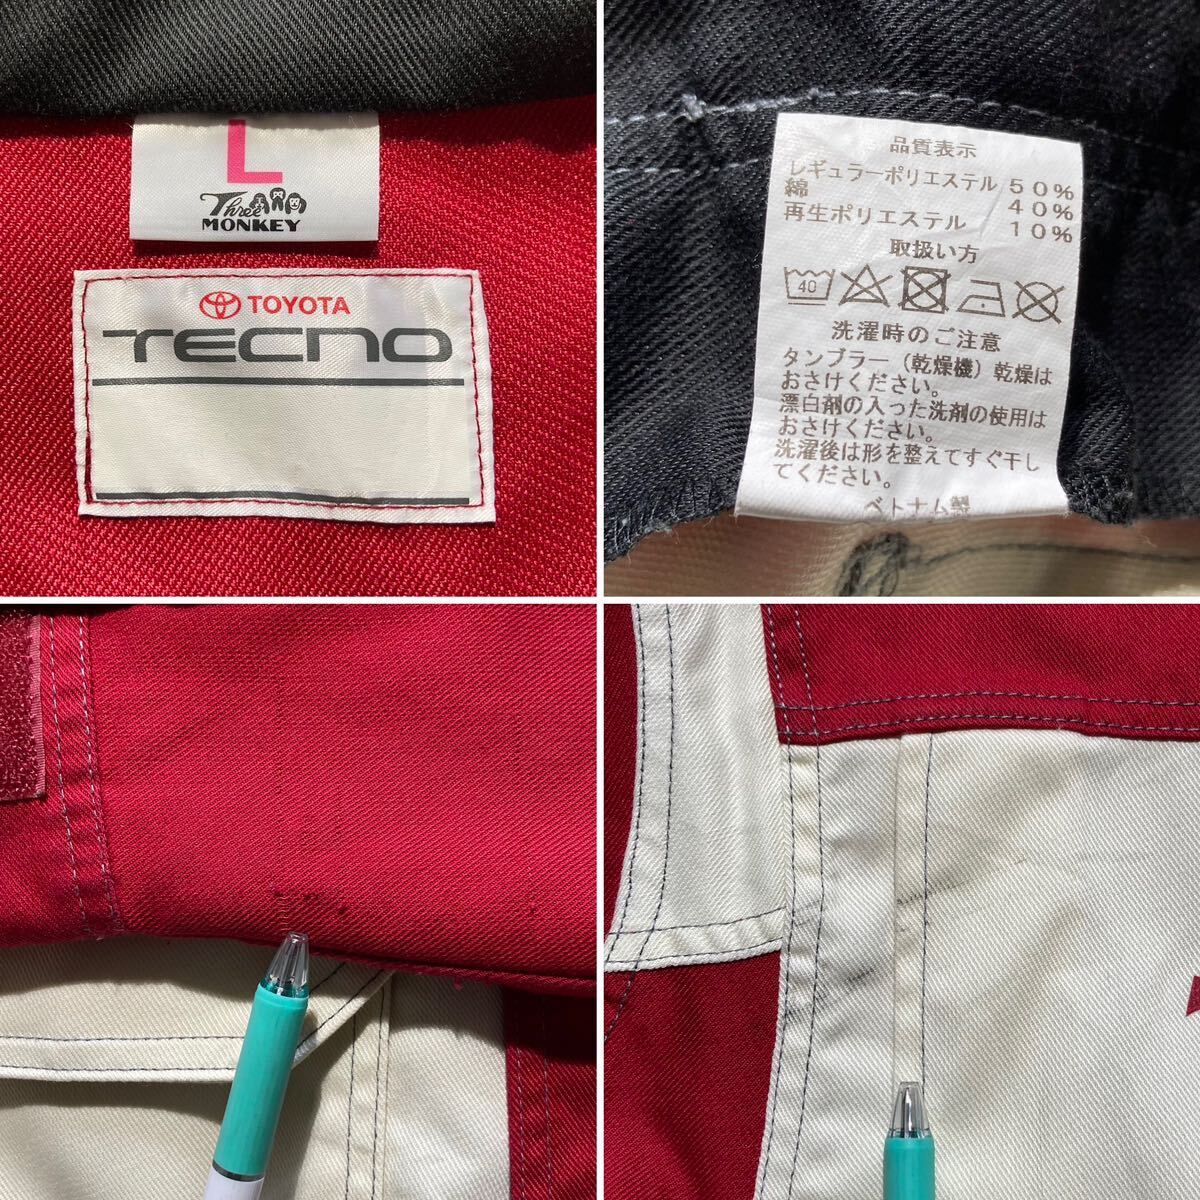 L
Three
MONKEY
TOYOTA
TECNO
品質表示
レギュラーポリエステル 50%
綿 40%
再生ポリエステル 10%
取扱い方
40
洗濯時のご注意
タンブラー（乾燥機）乾燥は
おさけください。
漂白剤の入った洗剤の使用は
おさけください。
洗濯後は形を整えてすぐ干し
てください。
ベトナム製